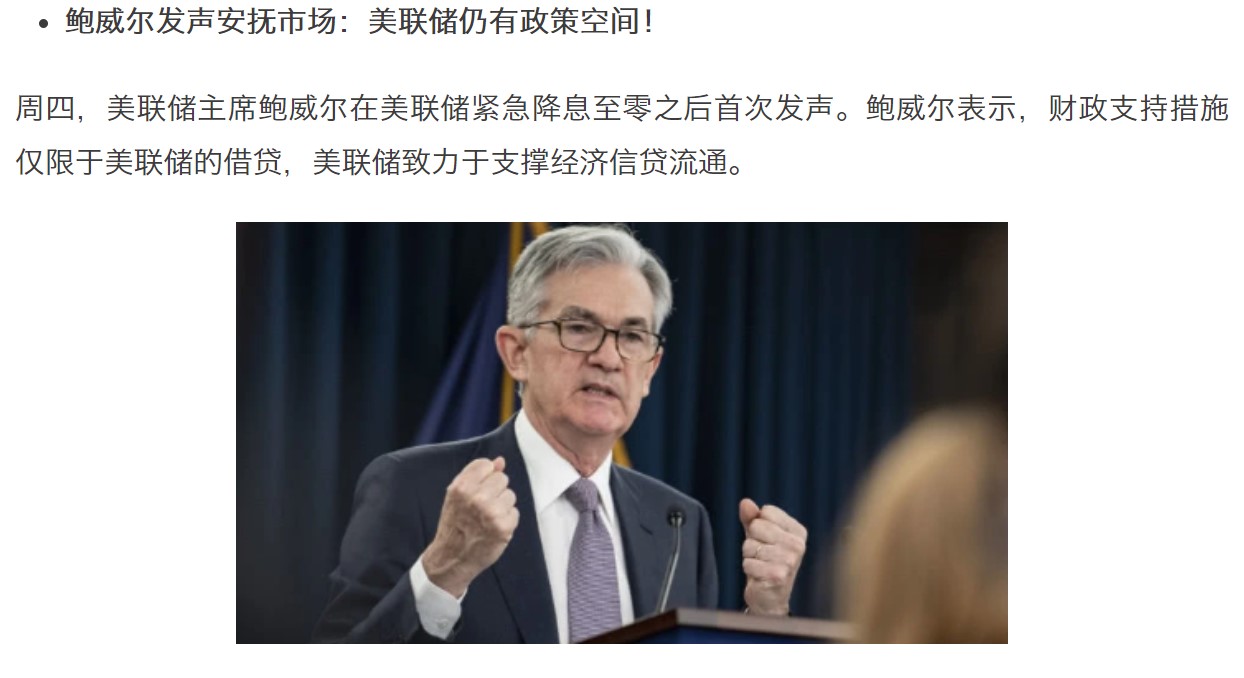 鲍威尔发声安抚市场：美联储仍有政策空间！
周四，美联储主席鲍威尔在美联储紧急降息至零之后首次发声。鲍威尔表示，财政支持措施
仅限于美联储的借贷，美联储致力于支撑经济信贷流通。